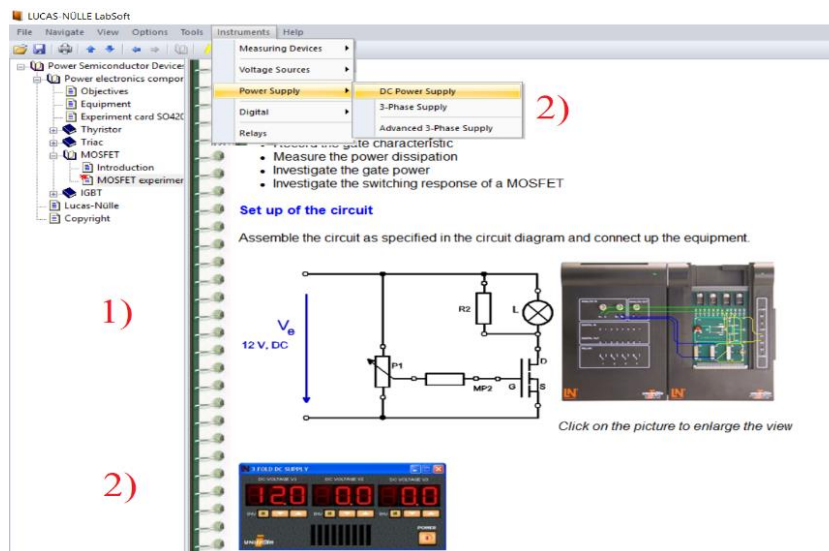 LUCAS-NÜLLE LabSoft
File Navigate View Options Tools Instruments Help
Measuring Devices
Voltage Sources
Power Supply
Digital
Relays
DC Power Supply
3-Phase Supply
Advanced 3-Phase Supply
2)
Power Semiconductor Devices
Power electronics compor
Objectives
Equipment
Experiment card SO420
Thyristor
Triac
MOSFET
Introduction
MOSFET experimer
IGBT
Lucas-Nülle
Copyright
1)
2)
Record the gate characteristic
• Measure the power dissipation
• Investigate the gate power
• Investigate the switching response of a MOSFET
Set up of the circuit
Assemble the circuit as specified in the circuit diagram and connect up the equipment.
Ve
12 V, DC
P1
R2
L
MP2
G
D
S
LN
LN
Click on the picture to enlarge the view
3-FOLD DC SUPPLY
DC VOLTAGE V1 DC VOLTAGE V2 DC VOLTAGE V3
12.0 0.0 0.0
POWER